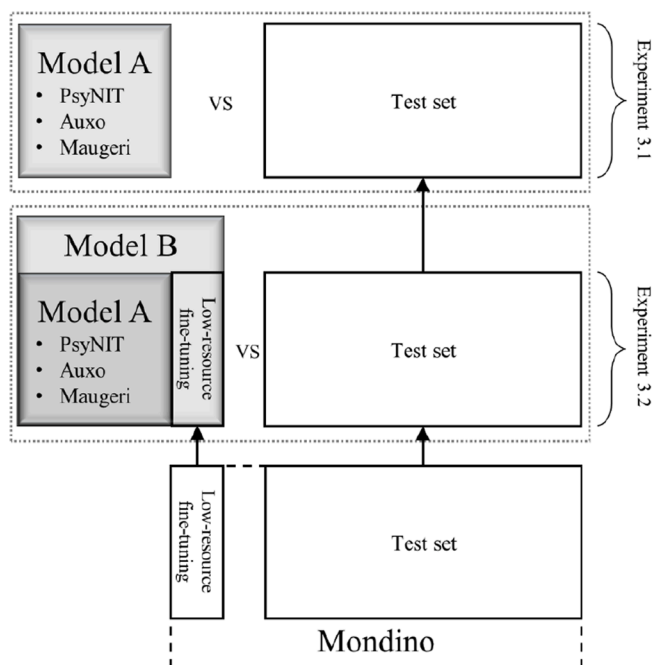 Model A
• PsyNIT
• Auxo
• Maugeri
VS
Test set
Experiment 3.1
Model B
Model A
• PsyNIT
• Auxo
• Maugeri
Low-resource
fine-tuning
VS
Test set
Experiment 3.2
Low-resource
fine-tuning
Test set
Mondino